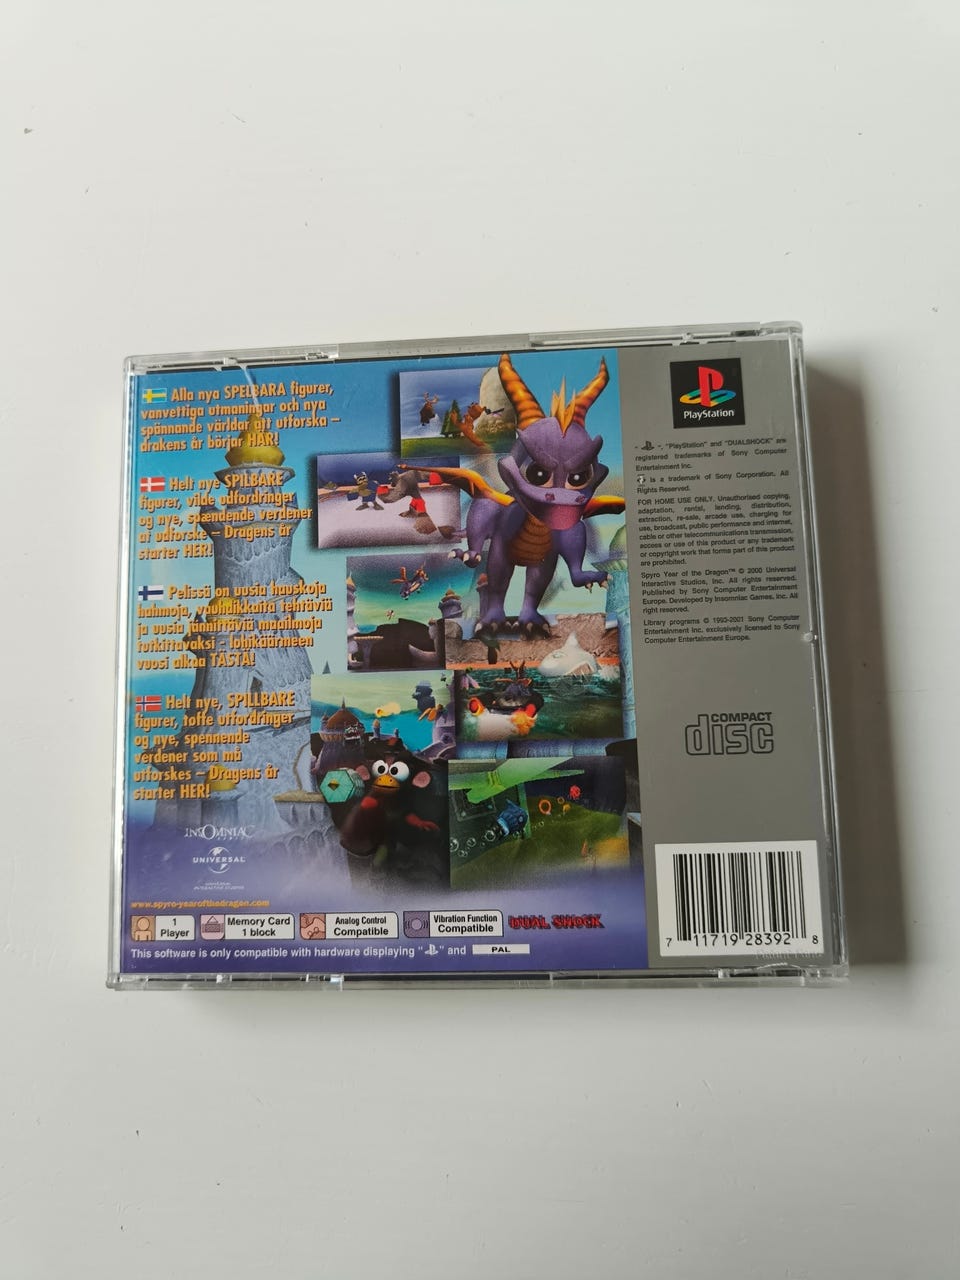 Alla nya SPELBARA figurer,
vanvettiga utmaningar och nya
spännande världar att utforska –
drakens år börjar HÄR!
Helt nye SPILBARE
figurer, vilde udfordringer
og nye, spændende verdener
at udforske – Dragens år
starter HER!
Pelissä on uusia hauskoja
hahmoja, vauhdikkaita tehtäviä
ja uusia jännittäviä maailmoja
tutkittavaksi – lohikäärmeen
vuosi alkaa TÄSTÄ!
Helt nye, SPILLBARE
figurer, tøffe utfordringer
og nye, spennende
verdener som må
utforskes – Dragens år
starter HER!
INSOMNIAC
GAMES
UNIVERSAL
INTERACTIVE STUDIOS
www.spyro-yearofthedragon.com
1
Player
Memory Card
1 block
Analog Control
Compatible
Vibration Function
Compatible
DUAL SHOCK
This software is only compatible with hardware displaying " " and PAL
PlayStation
"PlayStation" and "DUALSHOCK" are
registered trademarks of Sony Computer
Entertainment Inc.
is a trademark of Sony Corporation. All
Rights Reserved.
FOR HOME USE ONLY. Unauthorised copying,
adaptation, rental, lending, distribution,
extraction, re-sale, arcade use, charging for
use, broadcast, public performance and internet,
cable or other telecommunications transmission,
access or use of this product or any trademark
or copyright work that forms part of this product
are prohibited.
Spyro Year of the Dragon™ © 2000 Universal
Interactive Studios, Inc. All rights reserved.
Published by Sony Computer Entertainment
Europe. Developed by Insomniac Games, Inc. All
right reserved.
Library programs © 1993-2001 Sony Computer
Entertainment Inc. exclusively licensed to Sony
Computer Entertainment Europe.
COMPACT
disc
7 11719 28392 8